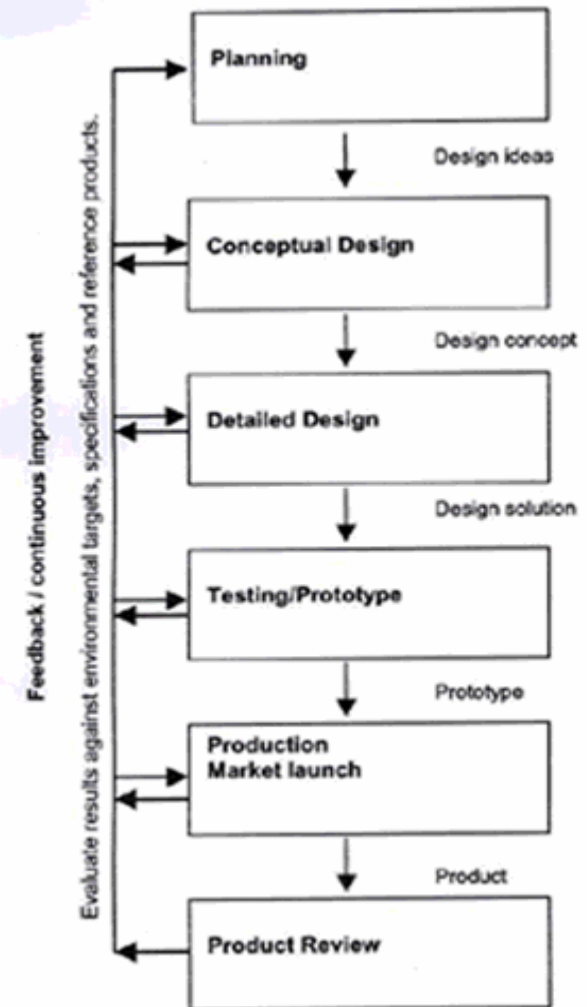 Planning
Design ideas
Conceptual Design
Design concept
Detailed Design
Design solution
Testing/Prototype
Prototype
Production
Market launch
Product
Product Review
Feedback / continuous improvement
Evaluate results against environmental targets, specifications and reference products.